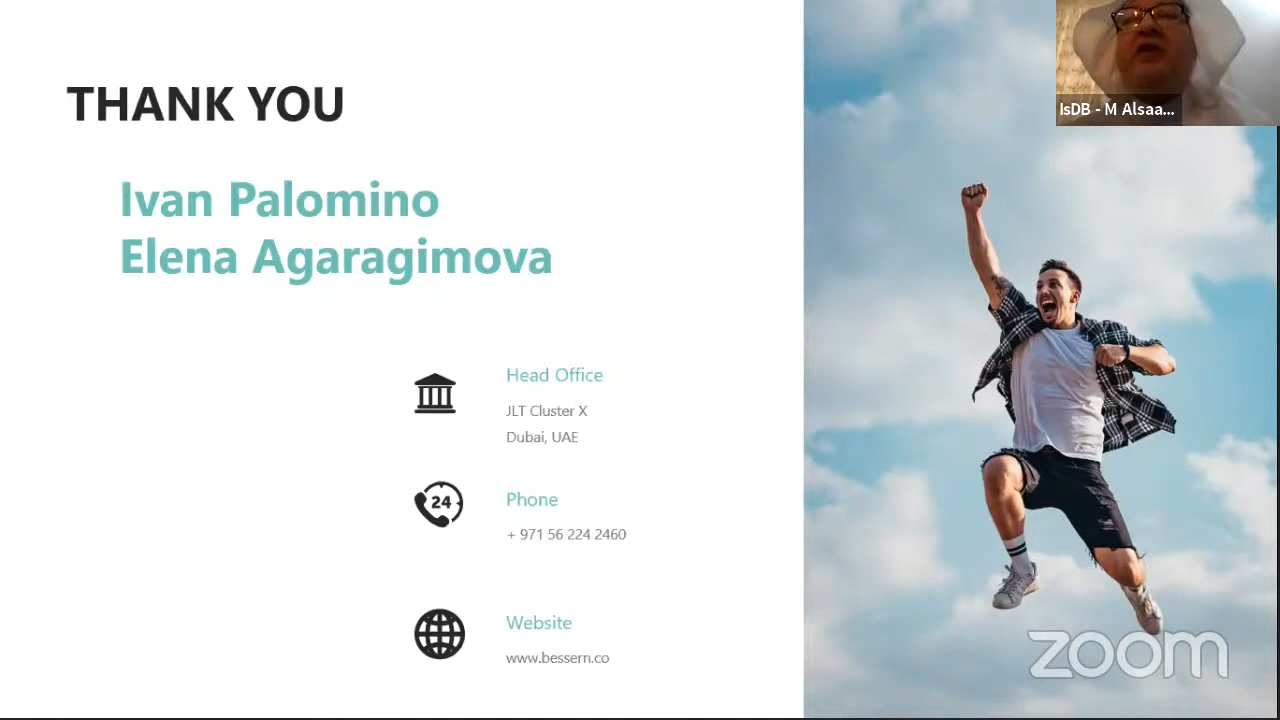 THANK YOU
Ivan Palomino
Elena Agaragimova
Head Office
JLT Cluster X
Dubai, UAE
24
Phone
+ 971 56 224 2460
Website
www.bessern.co
IsDB - M Alsaa...
zoom